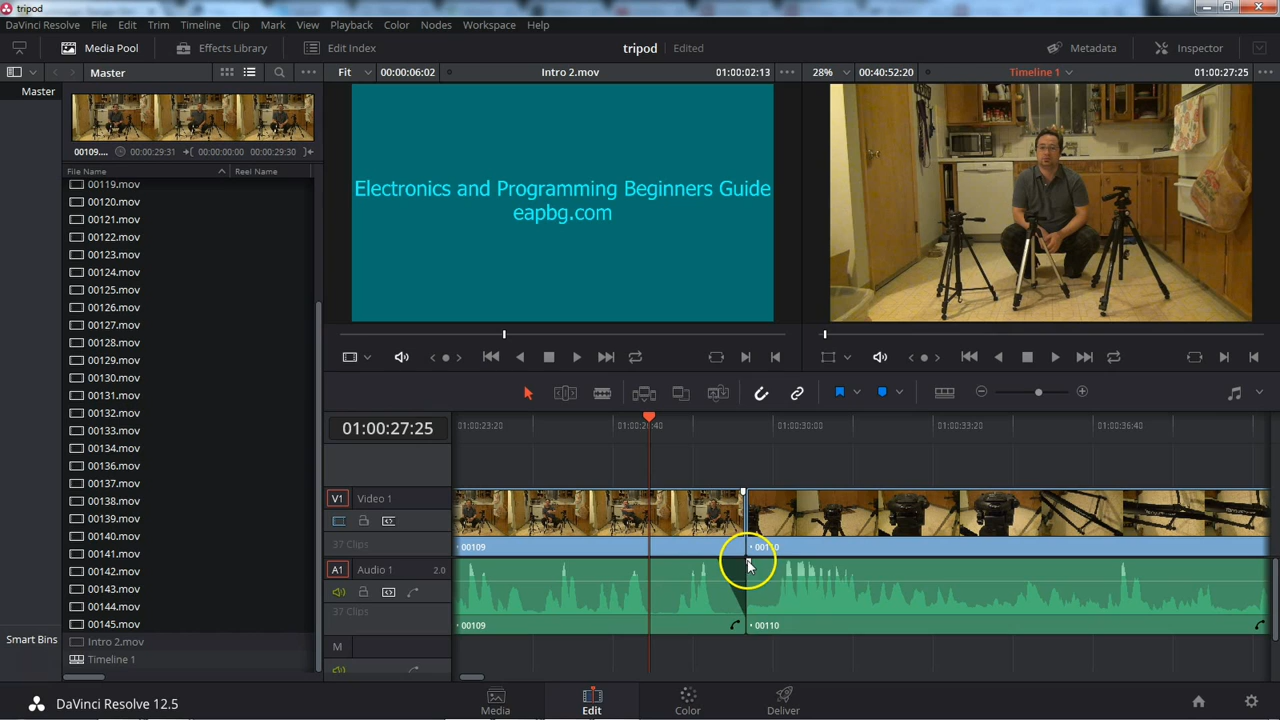 tripod
DaVinci Resolve File Edit Trim Timeline Clip Mark View Playback Color Nodes Workspace Help
Media Pool Effects Library Edit Index tripod Edited Metadata Inspector
Master Fit 00:00:06:02 Intro 2.mov 01:00:02:13 28% 00:40:52:20 Timeline 1 01:00:27:25
Master
00109.... 00:00:29:31 00:00:00:00 00:00:29:30
File Name Reel Name
00119.mov
00120.mov
00121.mov
00122.mov
00123.mov
00124.mov
00125.mov
00126.mov
00127.mov
00128.mov
00129.mov
00130.mov
00131.mov
00132.mov
00133.mov
00134.mov
00136.mov
00137.mov
00138.mov
00139.mov
00140.mov
00141.mov
00142.mov
00143.mov
00144.mov
00145.mov
Intro 2.mov
Timeline 1
Smart Bins
Electronics and Programming Beginners Guide
eapbg.com
01:00:27:25
01:00:23:20 01:00:30:00 01:00:33:20 01:00:36:40
V1 Video 1
37 Clips
00109
A1 Audio 1 2.0
37 Clips
00109 00110
M
DaVinci Resolve 12.5
Media Edit Color Deliver